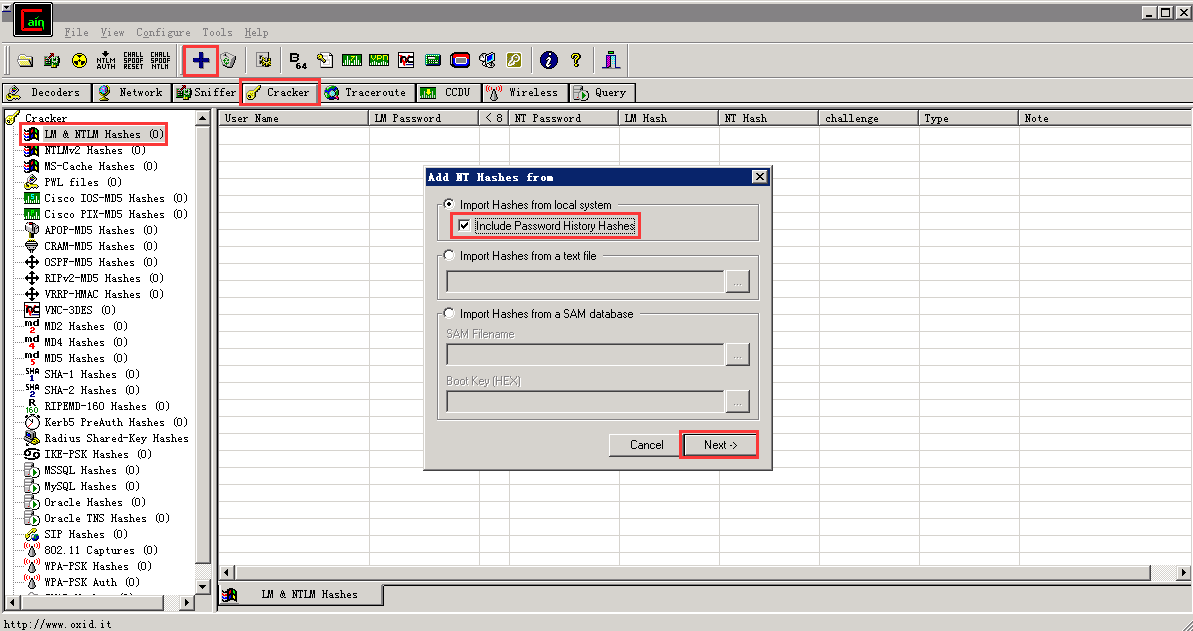 Cain
File View Configure Tools Help
B 64
NTLM AUTH
CHALL SPOOF RESET
CHALL SPOOF NTLM
Decoders
Network
Sniffer
Cracker
Traceroute
CCDU
Wireless
Query
Cracker
LM & NTLM Hashes (0)
NTLMv2 Hashes (0)
MS-Cache Hashes (0)
PWL files (0)
Cisco IOS-MD5 Hashes (0)
Cisco PIX-MD5 Hashes (0)
APOP-MD5 Hashes (0)
CRAM-MD5 Hashes (0)
OSPF-MD5 Hashes (0)
RIPv2-MD5 Hashes (0)
VRRP-HMAC Hashes (0)
VNC-3DES (0)
MD2 Hashes (0)
MD4 Hashes (0)
MD5 Hashes (0)
SHA-1 Hashes (0)
SHA-2 Hashes (0)
RIPEMD-160 Hashes (0)
Kerb5 PreAuth Hashes (0)
Radius Shared-Key Hashes
IKE-PSK Hashes (0)
MSSQL Hashes (0)
MySQL Hashes (0)
Oracle Hashes (0)
Oracle TNS Hashes (0)
SIP Hashes (0)
802.11 Captures (0)
WPA-PSK Hashes (0)
WPA-PSK Auth (0)
User Name
LM Password
< 8
NT Password
LM Hash
NT Hash
challenge
Type
Note
Add NT Hashes from
Import Hashes from local system
Include Password History Hashes
Import Hashes from a text file
...
Import Hashes from a SAM database
SAM Filename
...
Boot Key (HEX)
...
Cancel
Next ->
LM & NTLM Hashes
http://www.oxid.it